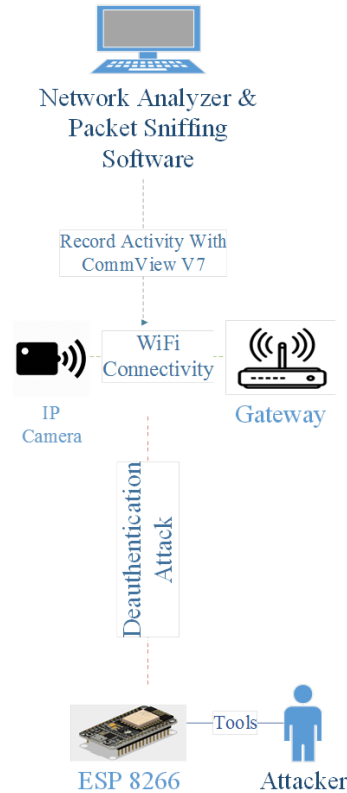 Network Analyzer &
Packet Sniffing
Software
Record Activity With
CommView V7
WiFi
Connectivity
IP
Camera
Gateway
Deauthentication
Attack
Tools
ESP 8266
Attacker